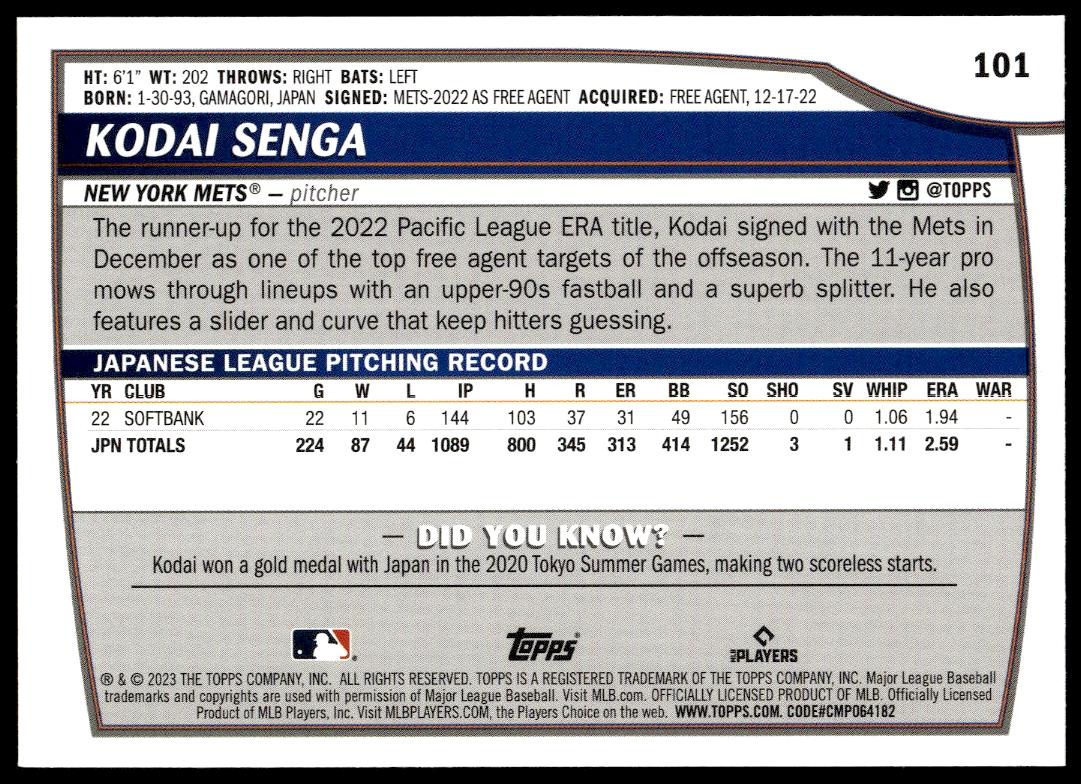 101
HT: 6'1" WT: 202 THROWS: RIGHT BATS: LEFT
BORN: 1-30-93, GAMAGORI, JAPAN SIGNED: METS-2022 AS FREE AGENT ACQUIRED: FREE AGENT, 12-17-22
KODAI SENGA
NEW YORK METS® — pitcher @TOPPS
The runner-up for the 2022 Pacific League ERA title, Kodai signed with the Mets in
December as one of the top free agent targets of the offseason. The 11-year pro
mows through lineups with an upper-90s fastball and a superb splitter. He also
features a slider and curve that keep hitters guessing.
JAPANESE LEAGUE PITCHING RECORD
YR CLUB G W L IP H R ER BB SO SHO SV WHIP ERA WAR
22 SOFTBANK 22 11 6 144 103 37 31 49 156 0 0 1.06 1.94 -
JPN TOTALS 224 87 44 1089 800 345 313 414 1252 3 1 1.11 2.59 -
— DID YOU KNOW? —
Kodai won a gold medal with Japan in the 2020 Tokyo Summer Games, making two scoreless starts.
topps® MLB PLAYERS
® & © 2023 THE TOPPS COMPANY, INC. ALL RIGHTS RESERVED. TOPPS IS A REGISTERED TRADEMARK OF THE TOPPS COMPANY, INC. Major League Baseball
trademarks and copyrights are used with permission of Major League Baseball. Visit MLB.com. OFFICIALLY LICENSED PRODUCT OF MLB. Officially Licensed
Product of MLB Players, Inc. Visit MLBPLAYERS.COM, the Players Choice on the web. WWW.TOPPS.COM. CODE#CMP064182